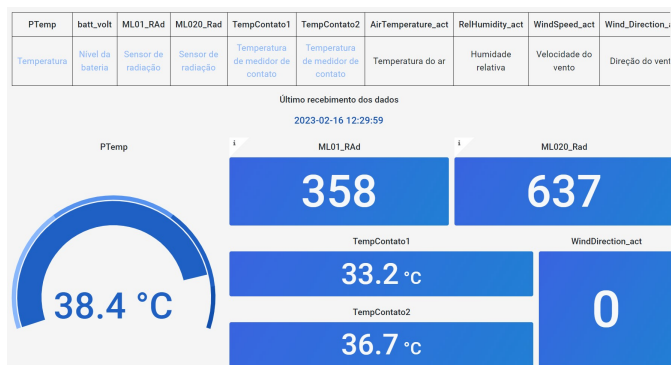 PTemp batt_volt ML01_RAd ML020_Rad TempContato1 TempContato2 AirTemperature_act RelHumidity_act WindSpeed_act
Temperatura
Nível da bateria
Sensor de radiação
Sensor de radiação
Temperatura de medidor de contato
Temperatura de medidor de contato
Temperatura do ar
Humidade relativa
Velocidade do vento
Direção do
Último recebimento dos dados
2023-02-16 12:29:59
PTemp
i ML01_RAd
i ML020_Rad
358
637
TempContato1
WindDirection_act
33.2 °C
0
38.4 °C
TempContato2
36.7 °C